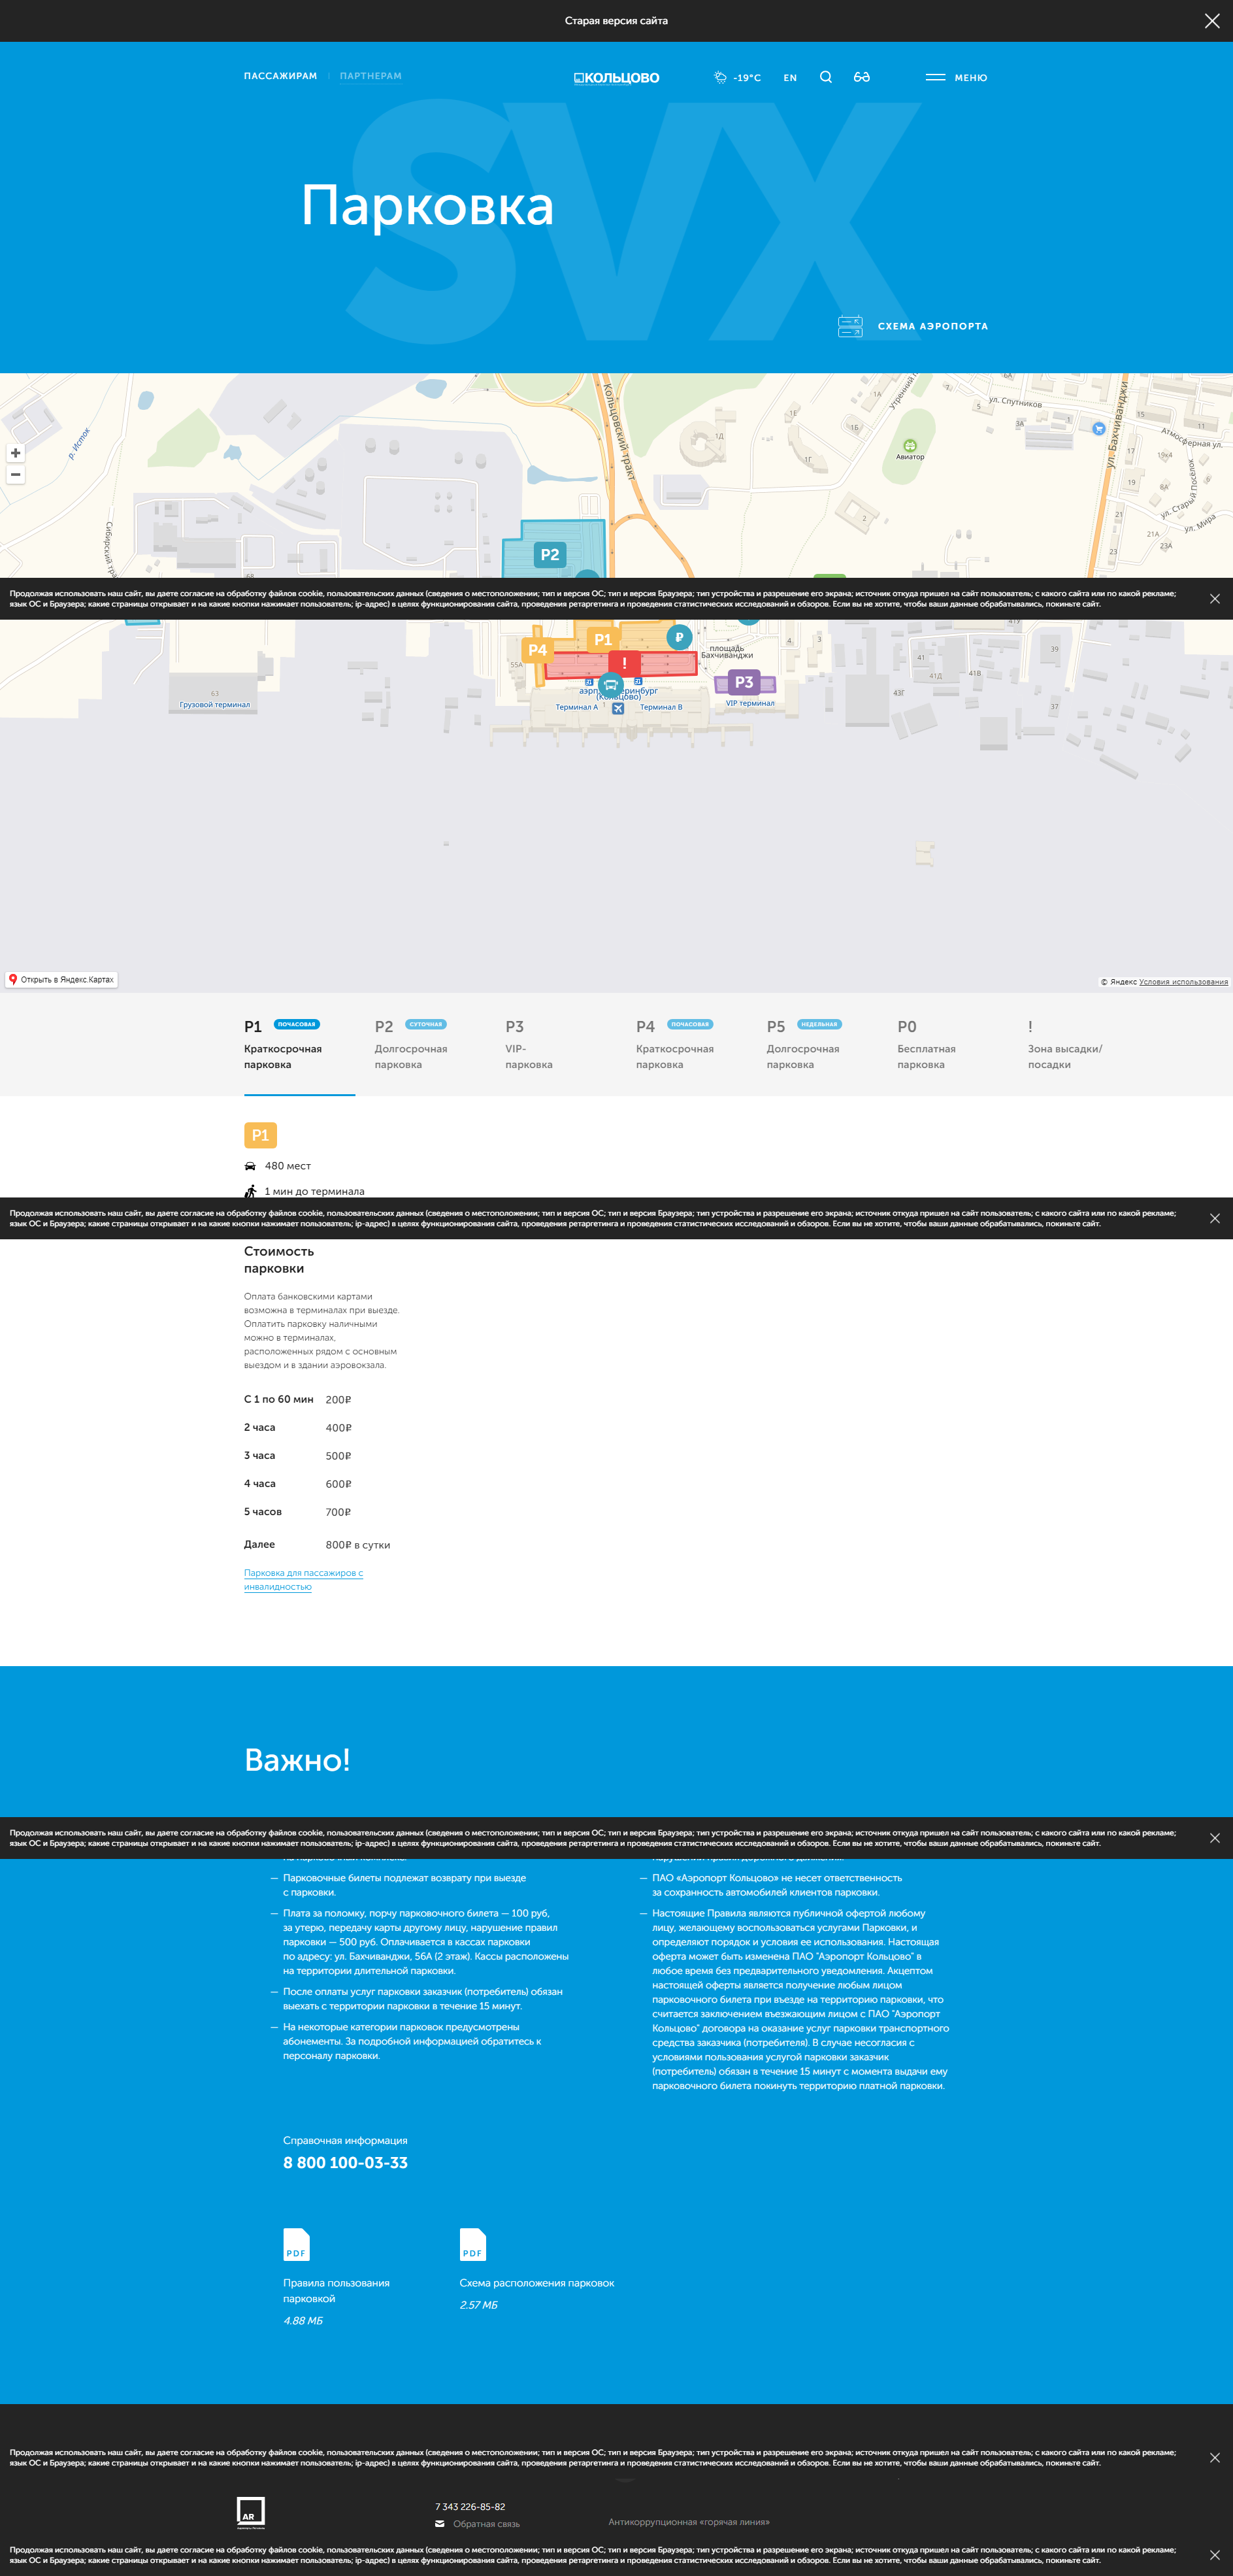 Старая версия сайта
ПАССАЖИРАМ
ПАРТНЕРАМ
КОЛЬЦОВО
-19°C
EN
МЕНЮ
SVX
Парковка
СХЕМА АЭРОПОРТА
р. Исток
Кольцовский тракт
Утренний
ул. Спутников
ул. Бахчиванджи
Атмосферная ул.
ул. Старый Посёлок
ул. Мира
Авиатор
Сибирский тра
1Д
1Е
1Г
1Б
1А
7
5
3А
1
15
11
17
19к4
19
8А
6
21
21А
23
23А
2
P2
Продолжая использовать наш сайт, вы даете согласие на обработку файлов cookie, пользовательских данных (сведения о местоположении; тип и версия ОС; тип и версия Браузера; тип устройства и разрешение его экрана; источник откуда пришел на сайт пользователь; с какого сайта или по какой рекламе;
язык ОС и Браузера; какие страницы открывает и на какие кнопки нажимает пользователь; ip-адрес) в целях функционирования сайта, проведения ретаргетинга и проведения статистических исследований и обзоров. Если вы не хотите, чтобы ваши данные обрабатывались, покиньте сайт.
P4
P1
₽
!
P3
площадь
Бахчиванджи
55А
4
3
41
41Д
41В
39
43Г
37
63
Грузовой терминал
(Кольцово)
Терминал А
Терминал В
VIP терминал
Открыть в Яндекс.Картах
© Яндекс Условия использования
P1 ПОЧАСОВАЯ
Краткосрочная
парковка
P2 СУТОЧНАЯ
Долгосрочная
парковка
P3
VIP-
парковка
P4 ПОЧАСОВАЯ
Краткосрочная
парковка
P5 НЕДЕЛЬНАЯ
Долгосрочная
парковка
P0
Бесплатная
парковка
!
Зона высадки/
посадки
P1
480 мест
1 мин до терминала
Продолжая использовать наш сайт, вы даете согласие на обработку файлов cookie, пользовательских данных (сведения о местоположении; тип и версия ОС; тип и версия Браузера; тип устройства и разрешение его экрана; источник откуда пришел на сайт пользователь; с какого сайта или по какой рекламе;
язык ОС и Браузера; какие страницы открывает и на какие кнопки нажимает пользователь; ip-адрес) в целях функционирования сайта, проведения ретаргетинга и проведения статистических исследований и обзоров. Если вы не хотите, чтобы ваши данные обрабатывались, покиньте сайт.
Стоимость
парковки
Оплата банковскими картами
возможна в терминалах при выезде.
Оплатить парковку наличными
можно в терминалах,
расположенных рядом с основным
выездом и в здании аэровокзала.
С 1 по 60 мин 200₽
2 часа 400₽
3 часа 500₽
4 часа 600₽
5 часов 700₽
Далее 800₽ в сутки
Парковка для пассажиров с
инвалидностью
Важно!
Продолжая использовать наш сайт, вы даете согласие на обработку файлов cookie, пользовательских данных (сведения о местоположении; тип и версия ОС; тип и версия Браузера; тип устройства и разрешение его экрана; источник откуда пришел на сайт пользователь; с какого сайта или по какой рекламе;
язык ОС и Браузера; какие страницы открывает и на какие кнопки нажимает пользователь; ip-адрес) в целях функционирования сайта, проведения ретаргетинга и проведения статистических исследований и обзоров. Если вы не хотите, чтобы ваши данные обрабатывались, покиньте сайт.
— Парковочные билеты подлежат возврату при выезде
с парковки.
— Плата за поломку, порчу парковочного билета — 100 руб,
за утерю, передачу карты другому лицу, нарушение правил
парковки — 500 руб. Оплачивается в кассах парковки
по адресу: ул. Бахчиванджи, 56А (2 этаж). Кассы расположены
на территории длительной парковки.
— После оплаты услуг парковки заказчик (потребитель) обязан
выехать с территории парковки в течение 15 минут.
— На некоторые категории парковок предусмотрены
абонементы. За подробной информацией обратитесь к
персоналу парковки.
— ПАО «Аэропорт Кольцово» не несет ответственность
за сохранность автомобилей клиентов парковки.
— Настоящие Правила являются публичной офертой любому
лицу, желающему воспользоваться услугами Парковки, и
определяют порядок и условия ее использования. Настоящая
оферта может быть изменена ПАО "Аэропорт Кольцово" в
любое время без предварительного уведомления. Акцептом
настоящей оферты является получение любым лицом
парковочного билета при въезде на территорию парковки, что
считается заключением въезжающим лицом с ПАО "Аэропорт
Кольцово" договора на оказание услуг парковки транспортного
средства заказчика (потребителя). В случае несогласия с
условиями пользования услугой парковки заказчик
(потребитель) обязан в течение 15 минут с момента выдачи ему
парковочного билета покинуть территорию платной парковки.
Справочная информация
8 800 100-03-33
PDF
Правила пользования
парковкой
4.88 МБ
PDF
Схема расположения парковок
2.57 МБ
Продолжая использовать наш сайт, вы даете согласие на обработку файлов cookie, пользовательских данных (сведения о местоположении; тип и версия ОС; тип и версия Браузера; тип устройства и разрешение его экрана; источник откуда пришел на сайт пользователь; с какого сайта или по какой рекламе;
язык ОС и Браузера; какие страницы открывает и на какие кнопки нажимает пользователь; ip-адрес) в целях функционирования сайта, проведения ретаргетинга и проведения статистических исследований и обзоров. Если вы не хотите, чтобы ваши данные обрабатывались, покиньте сайт.
AR
7 343 226-85-82
Обратная связь
Антикоррупционная «горячая линия»
Продолжая использовать наш сайт, вы даете согласие на обработку файлов cookie, пользовательских данных (сведения о местоположении; тип и версия ОС; тип и версия Браузера; тип устройства и разрешение его экрана; источник откуда пришел на сайт пользователь; с какого сайта или по какой рекламе;
язык ОС и Браузера; какие страницы открывает и на какие кнопки нажимает пользователь; ip-адрес) в целях функционирования сайта, проведения ретаргетинга и проведения статистических исследований и обзоров. Если вы не хотите, чтобы ваши данные обрабатывались, покиньте сайт.